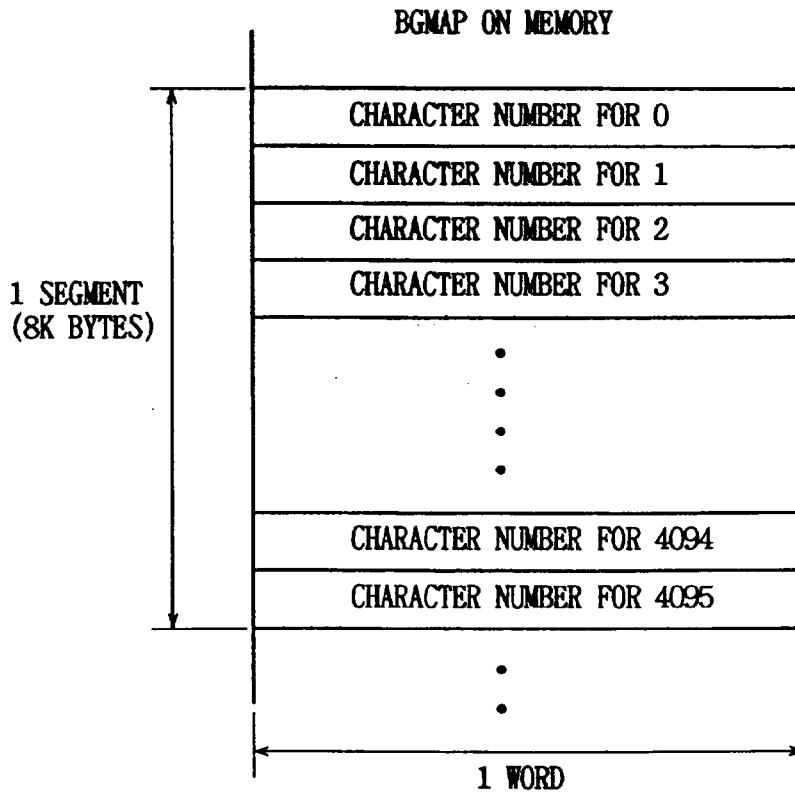 BGMAP ON MEMORY
CHARACTER NUMBER FOR 0
CHARACTER NUMBER FOR 1
CHARACTER NUMBER FOR 2
CHARACTER NUMBER FOR 3
1 SEGMENT
(8K BYTES)
CHARACTER NUMBER FOR 4094
CHARACTER NUMBER FOR 4095
1 WORD